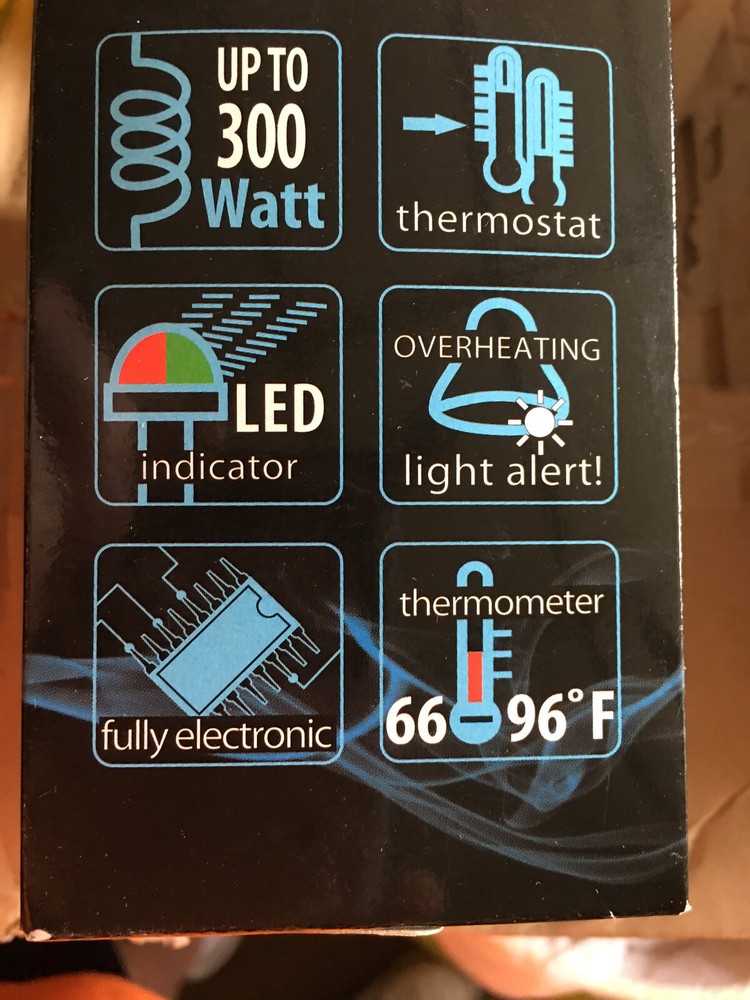 UP TO
300
Watt
thermostat
LED
indicator
OVERHEATING
light alert!
fully electronic
thermometer
66 96°F